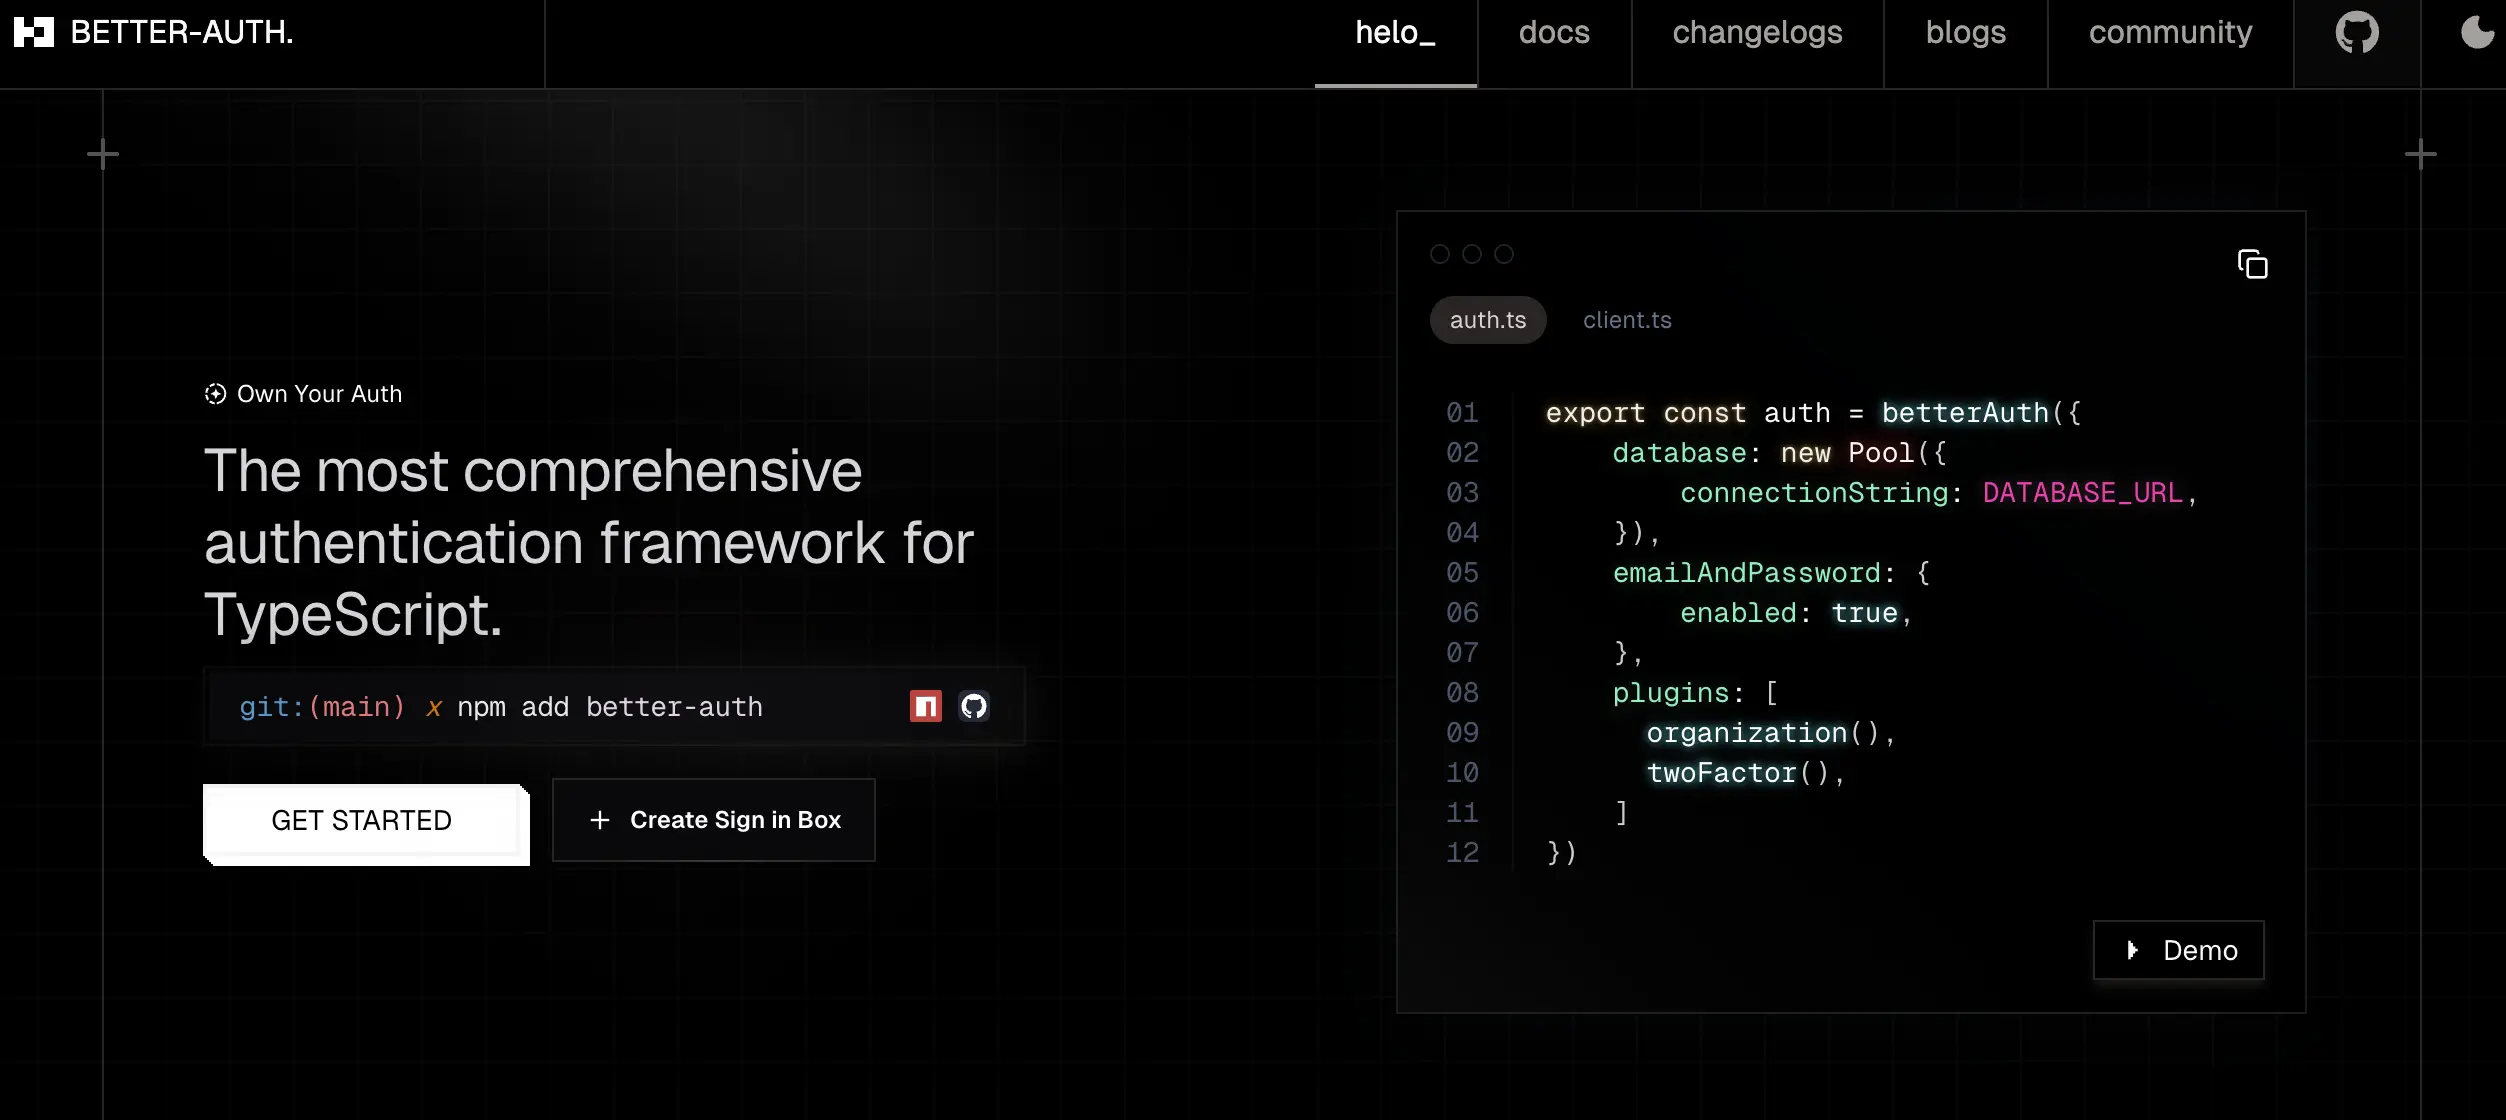 BETTER-AUTH.
helo_
docs
changelogs
blogs
community
Own Your Auth
The most comprehensive
authentication framework for
TypeScript.
git:(main) x npm add better-auth
GET STARTED
Create Sign in Box
auth.ts
client.ts
01 export const auth = betterAuth({
02 database: new Pool({
03 connectionString: DATABASE_URL,
04 }),
05 emailAndPassword: {
06 enabled: true,
07 },
08 plugins: [
09 organization(),
10 twoFactor(),
11 ]
12 })
Demo